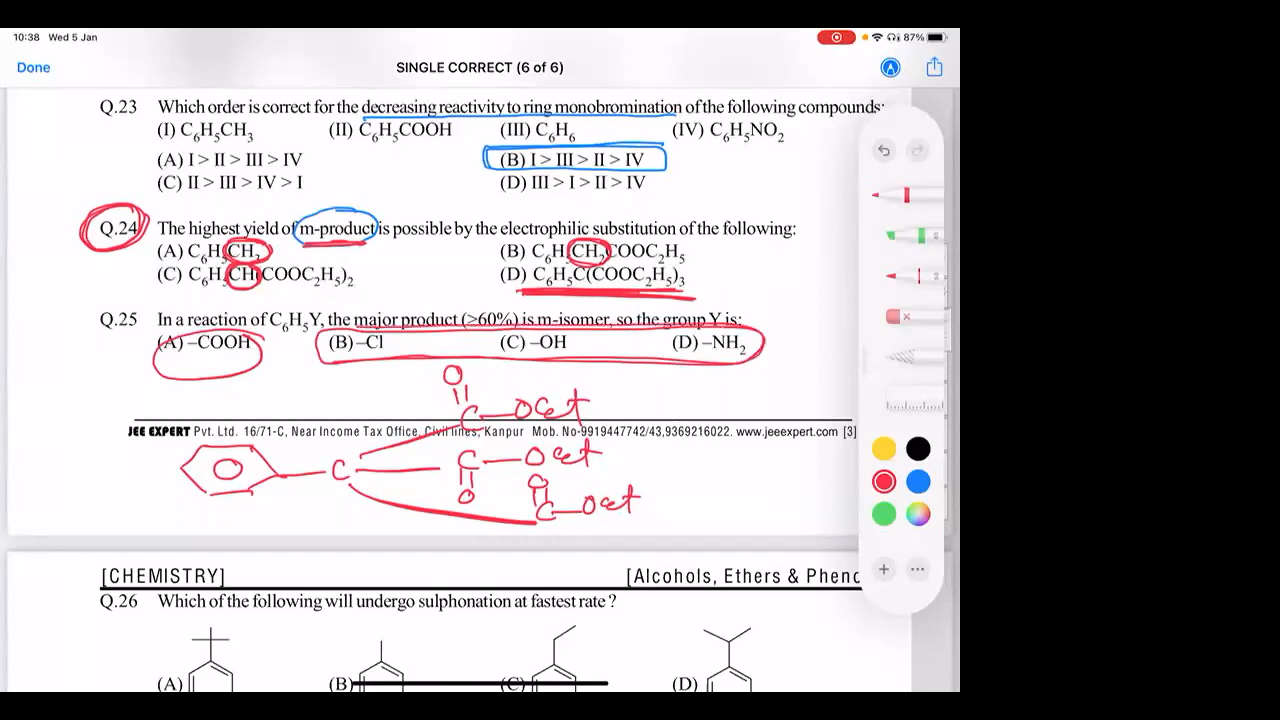 10:38 Wed 5 Jan 87%
Done SINGLE CORRECT (6 of 6)
Q.23 Which order is correct for the decreasing reactivity to ring monobromination of the following compounds:
(I) C6H5CH3 (II) C6H5COOH (III) C6H6 (IV) C6H5NO2
(A) I > II > III > IV (B) I > III > II > IV
(C) II > III > IV > I (D) III > I > II > IV
Q.24 The highest yield of m-product is possible by the electrophilic substitution of the following:
(A) C6H5CH3 (B) C6H5CH2COOC2H5
(C) C6H5CH(COOC2H5)2 (D) C6H5C(COOC2H5)3
Q.25 In a reaction of C6H5Y, the major product (>60%) is m-isomer, so the group Y is:
(A) –COOH (B) –Cl (C) –OH (D) –NH2
O
C—OCet
JEE EXPERT Pvt. Ltd. 16/71-C, Near Income Tax Office, Civil lines, Kanpur Mob. No-9919447742/43,9369216022. www.jeeexpert.com [3]
C C—OCet
O O
C—OCet
[CHEMISTRY] [Alcohols, Ethers &
Q.26 Which of the following will undergo sulphonation at fastest rate ?
(A) (B) (C) (D)